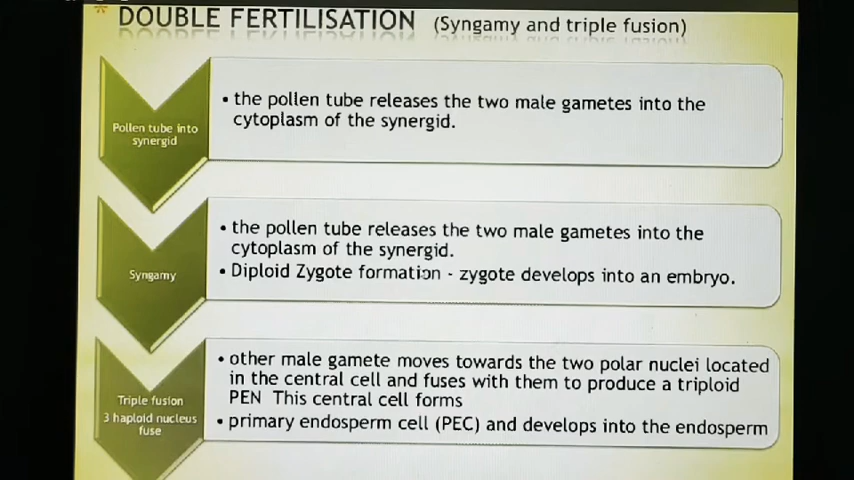 * DOUBLE FERTILISATION (Syngamy and triple fusion)
Pollen tube into
synergid
• the pollen tube releases the two male gametes into the
cytoplasm of the synergid.
Syngamy
• the pollen tube releases the two male gametes into the
cytoplasm of the synergid.
• Diploid Zygote formation - zygote develops into an embryo.
Triple fusion
3 haploid nucleus
fuse
• other male gamete moves towards the two polar nuclei located
in the central cell and fuses with them to produce a triploid
PEN This central cell forms
• primary endosperm cell (PEC) and develops into the endosperm